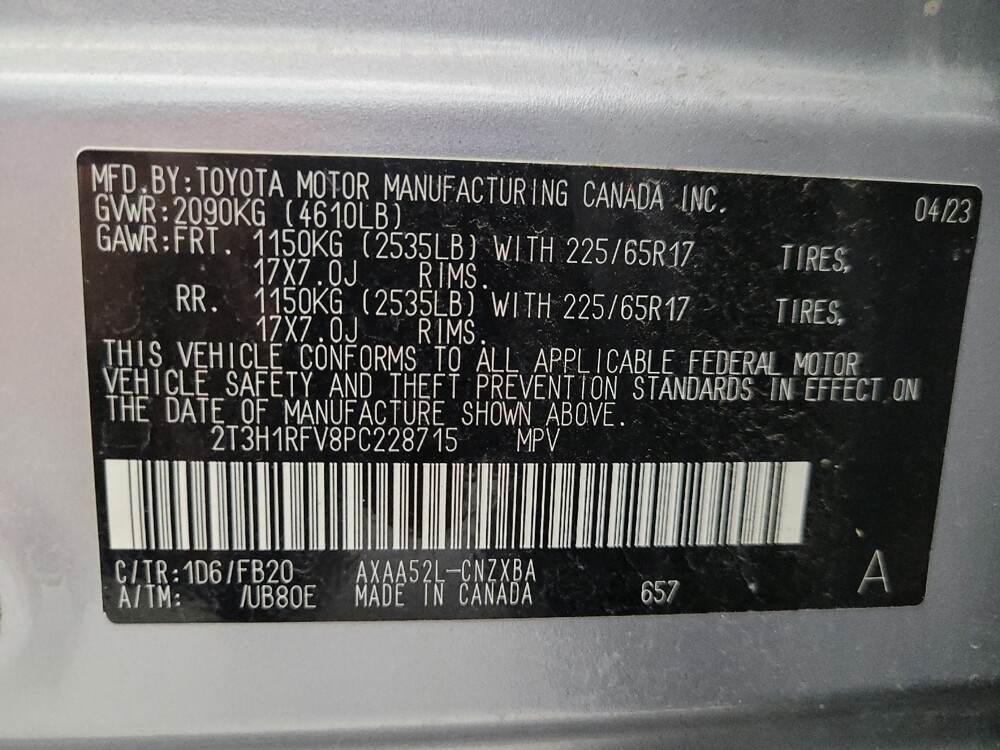 MFD.BY:TOYOTA MOTOR MANUFACTURING CANADA INC. 04/23
GVWR:2090KG (4610LB)
GAWR:FRT. 1150KG (2535LB) WITH 225/65R17 TIRES,
17X7.0J RIMS.
RR. 1150KG (2535LB) WITH 225/65R17 TIRES,
17X7.0J RIMS.
THIS VEHICLE CONFORMS TO ALL APPLICABLE FEDERAL MOTOR
VEHICLE SAFETY AND THEFT PREVENTION STANDARDS IN EFFECT ON
THE DATE OF MANUFACTURE SHOWN ABOVE.
2T3H1RFV8PC228715 MPV
C/TR:1D6/FB20 AXAA52L-CNZXBA
A/TM: /UB80E MADE IN CANADA 657 A